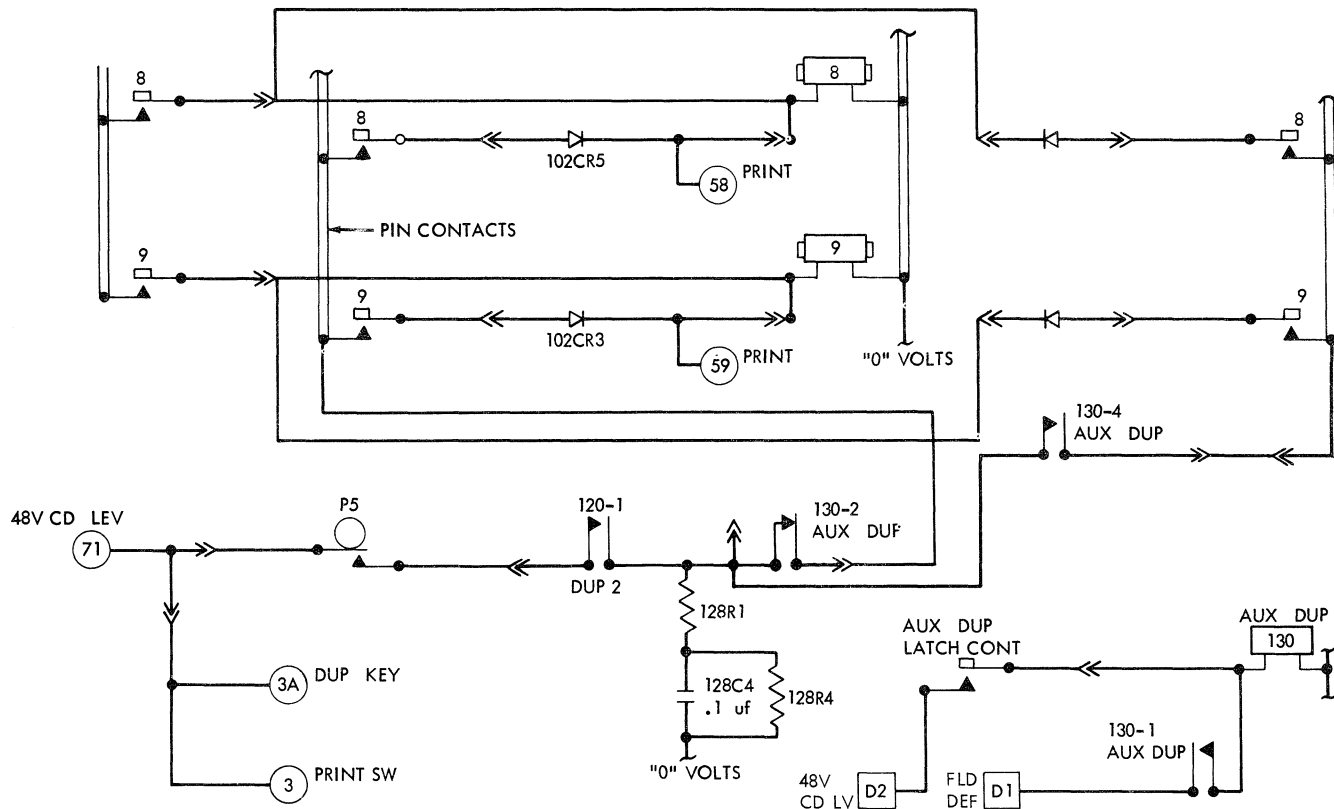 8
8
8
8
102CR5
58
PRINT
PIN CONTACTS
9
9
9
9
102CR3
59
PRINT
"0" VOLTS
130-4
AUX DUP
48V CD LEV
71
P5
120-1
DUP 2
130-2
AUX DUP
128R1
3A
DUP KEY
128C4
.1 uf
128R4
3
PRINT SW
"0" VOLTS
AUX DUP
LATCH CONT
AUX DUP
130
130-1
AUX DUP
48V
CD LV
D2
FLD
DEF
D1